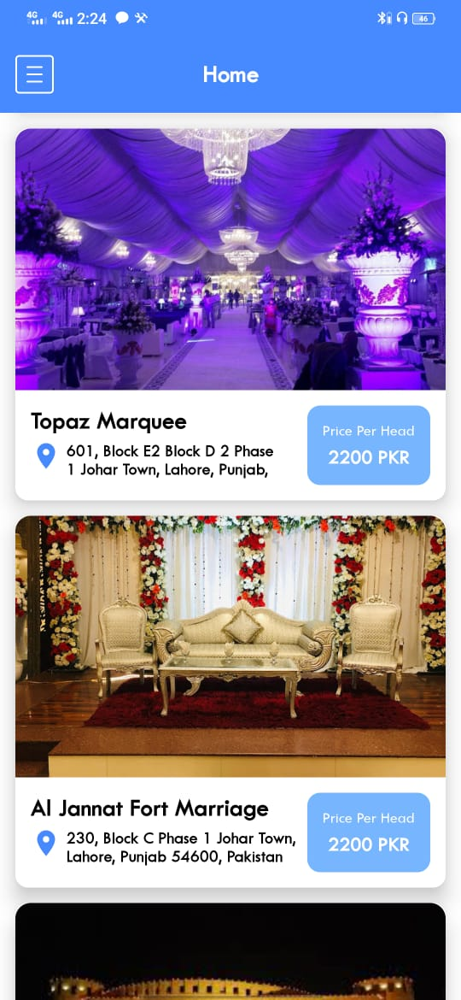 4G 4G 2:24 46
Home
Topaz Marquee
601, Block E2 Block D 2 Phase
1 Johar Town, Lahore, Punjab,
Price Per Head
2200 PKR
Al Jannat Fort Marriage
230, Block C Phase 1 Johar Town,
Lahore, Punjab 54600, Pakistan
Price Per Head
2200 PKR